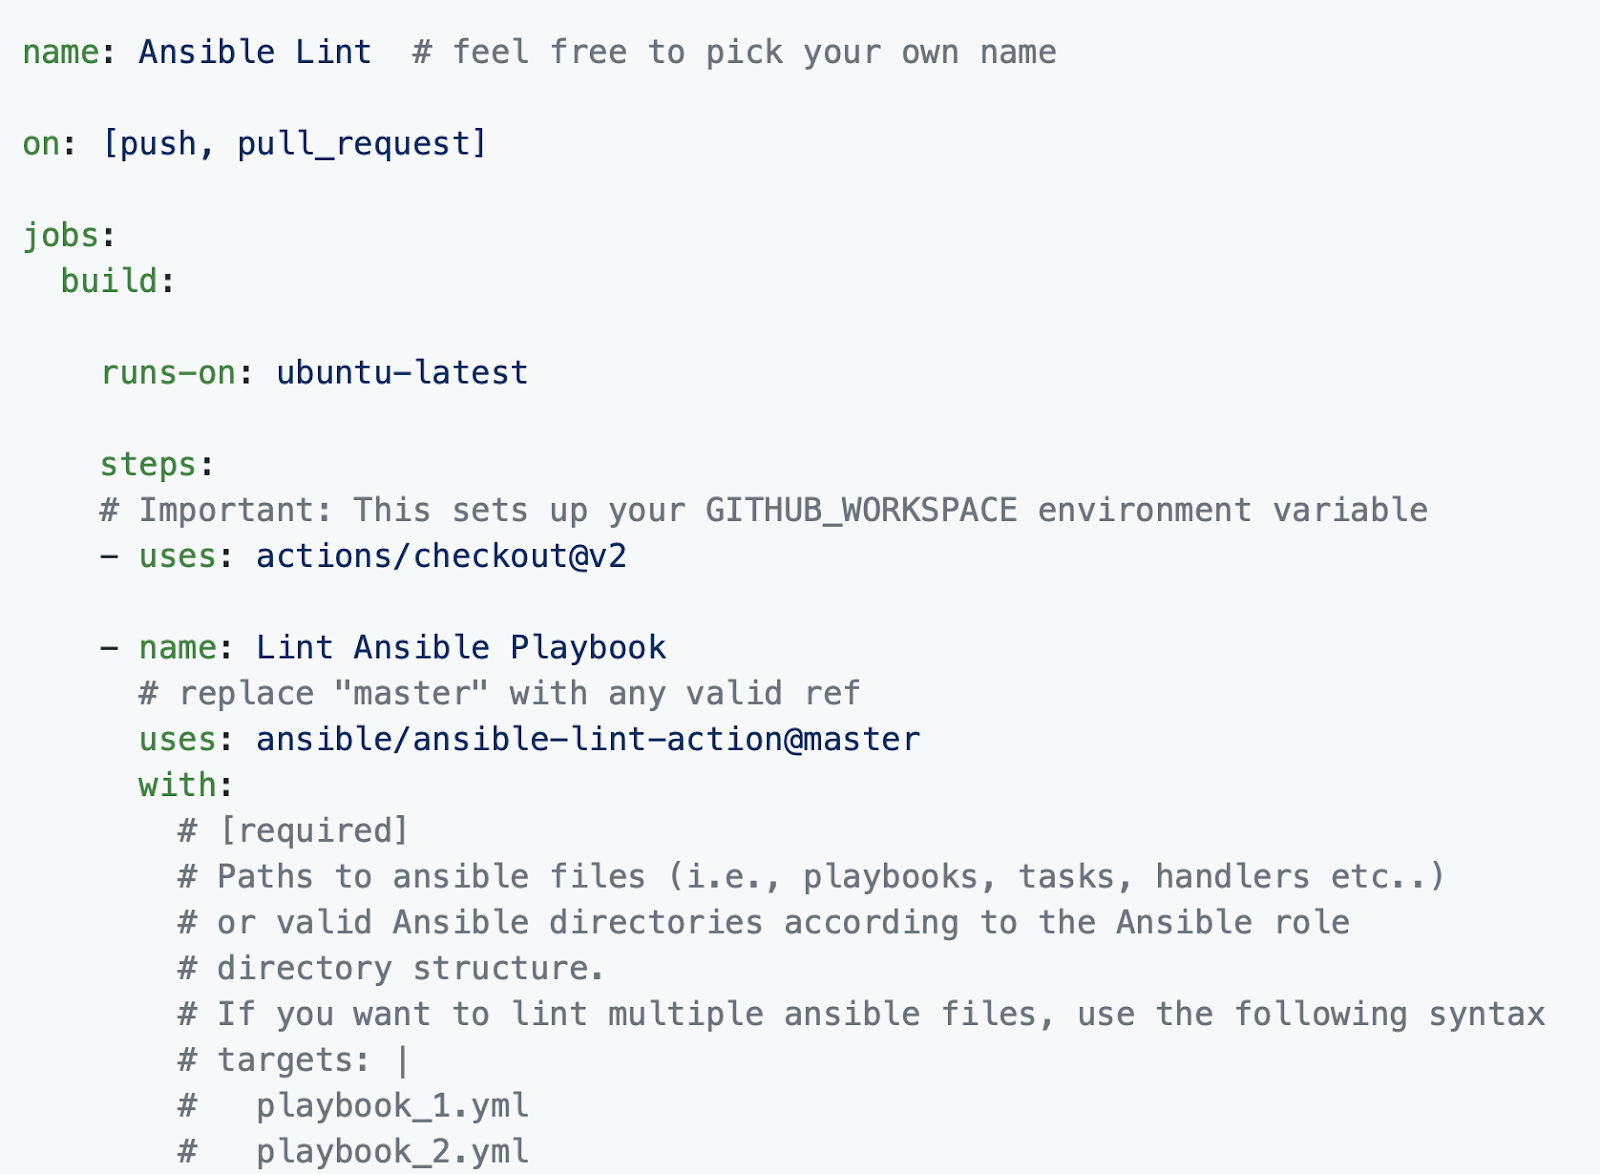 name: Ansible Lint  # feel free to pick your own name
on: [push, pull_request]
jobs:
  build:
    runs-on: ubuntu-latest
    steps:
    # Important: This sets up your GITHUB_WORKSPACE environment variable
    - uses: actions/checkout@v2
    - name: Lint Ansible Playbook
      # replace "master" with any valid ref
      uses: ansible/ansible-lint-action@master
      with:
        # [required]
        # Paths to ansible files (i.e., playbooks, tasks, handlers etc..)
        # or valid Ansible directories according to the Ansible role
        # directory structure.
        # If you want to lint multiple ansible files, use the following syntax
        # targets: |
        #   playbook_1.yml
        #   playbook_2.yml